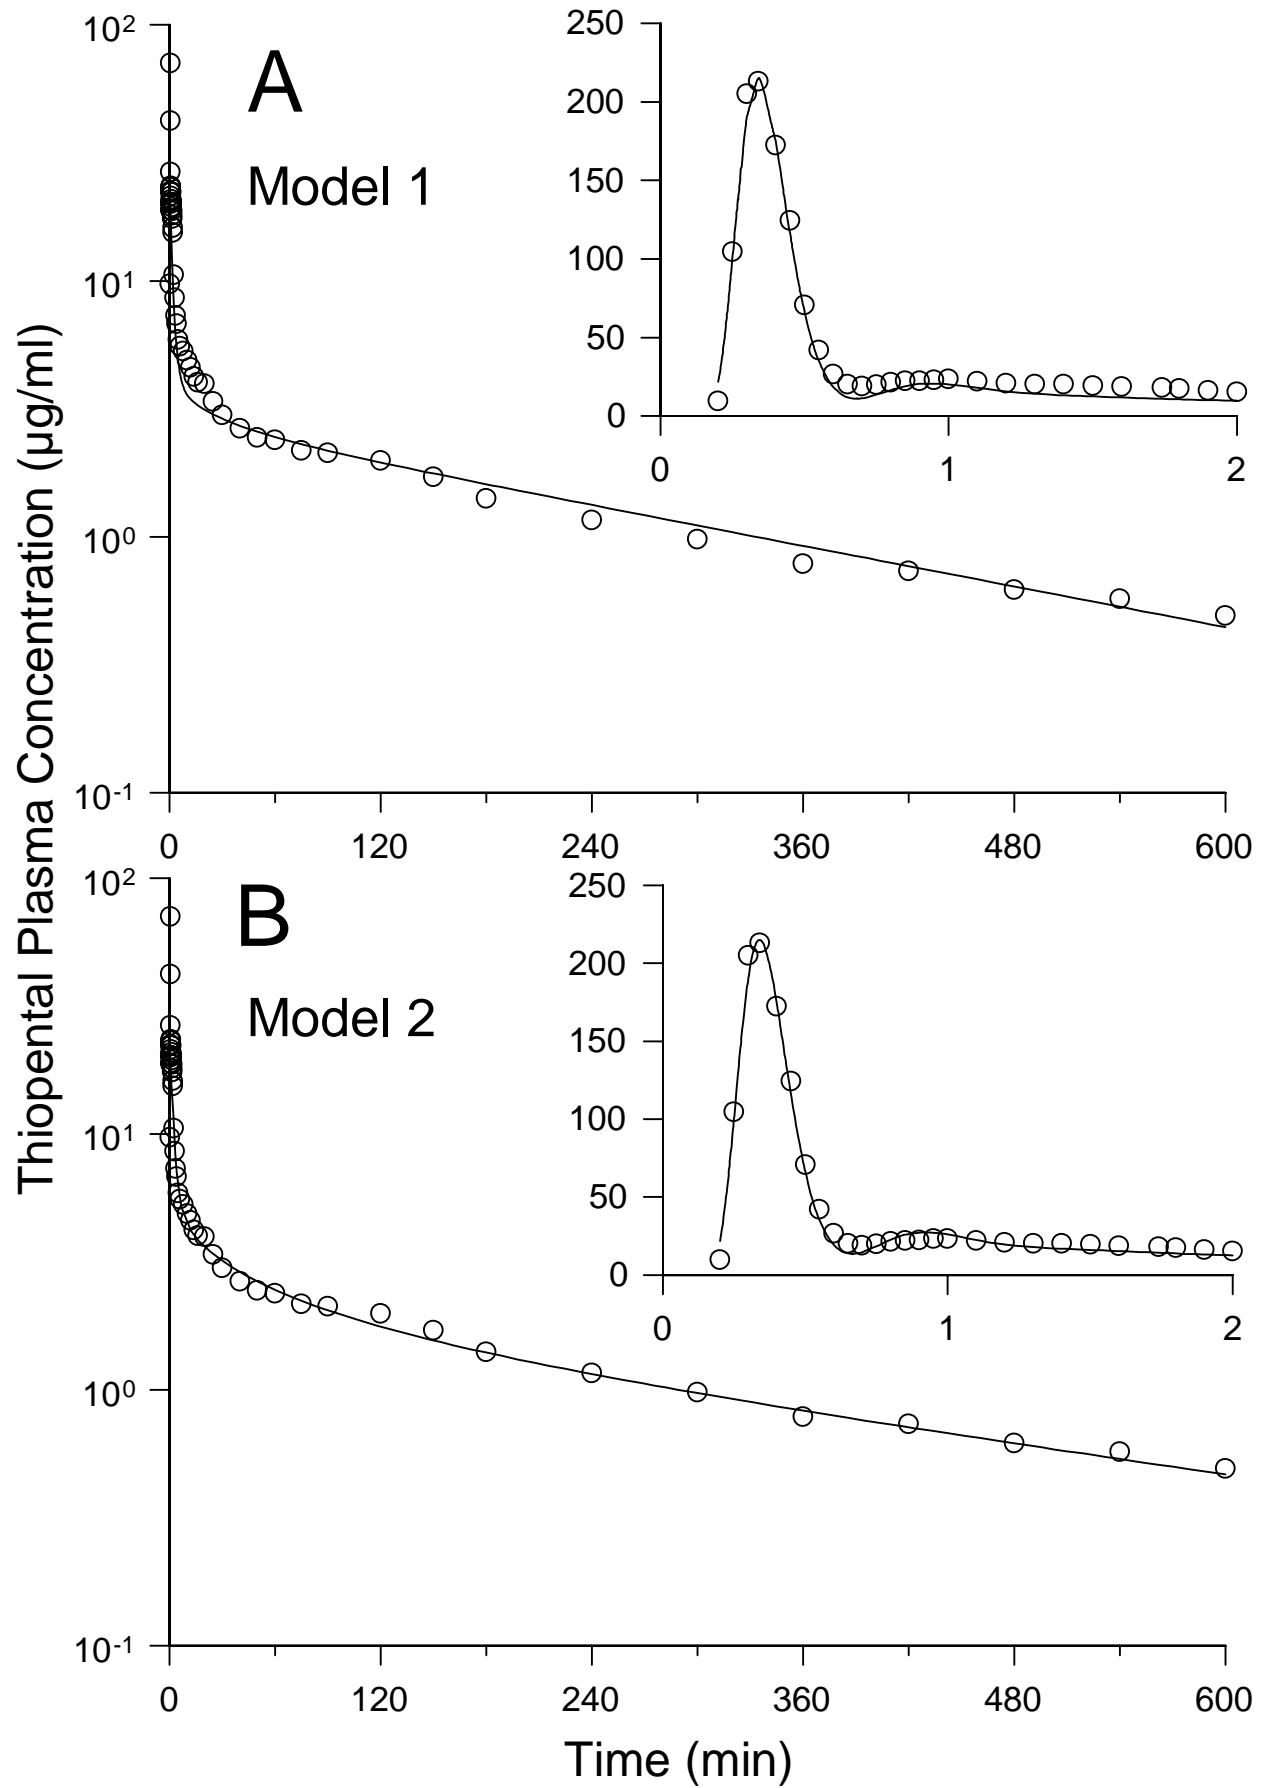 Thiopental Plasma Concentration (µg/ml)
A
Model 1
10²
10¹
10⁰
10⁻¹
0 120 240 360 480 600
250
200
150
100
50
0
0 1 2
B
Model 2
10²
10¹
10⁰
10⁻¹
0 120 240 360 480 600
250
200
150
100
50
0
0 1 2
Time (min)